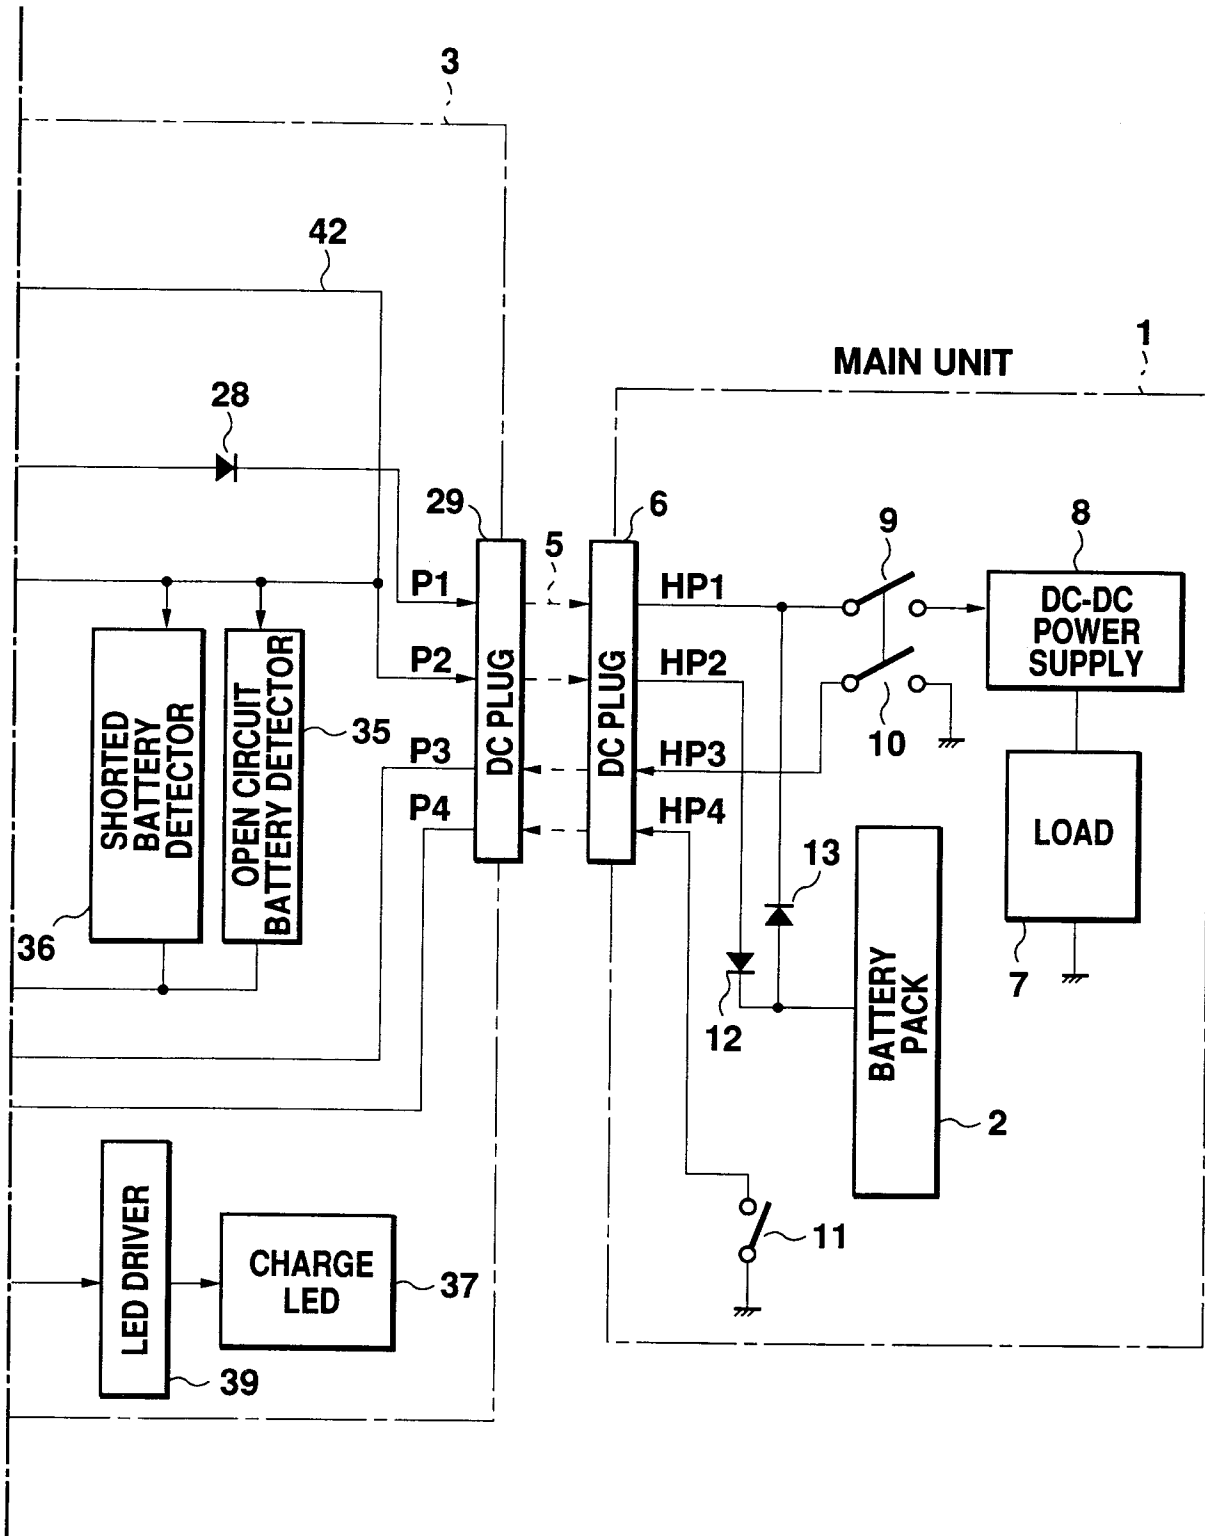 3
42
1
MAIN UNIT
28
29
6
5
9
8
P1
HP1
DC-DC
POWER
SUPPLY
P2
HP2
SHORTED
BATTERY
DETECTOR
OPEN CIRCUIT
BATTERY DETECTOR
35
DC PLUG
DC PLUG
10
P3
HP3
P4
HP4
LOAD
13
36
7
12
BATTERY
PACK
2
LED DRIVER
CHARGE
LED
37
11
39